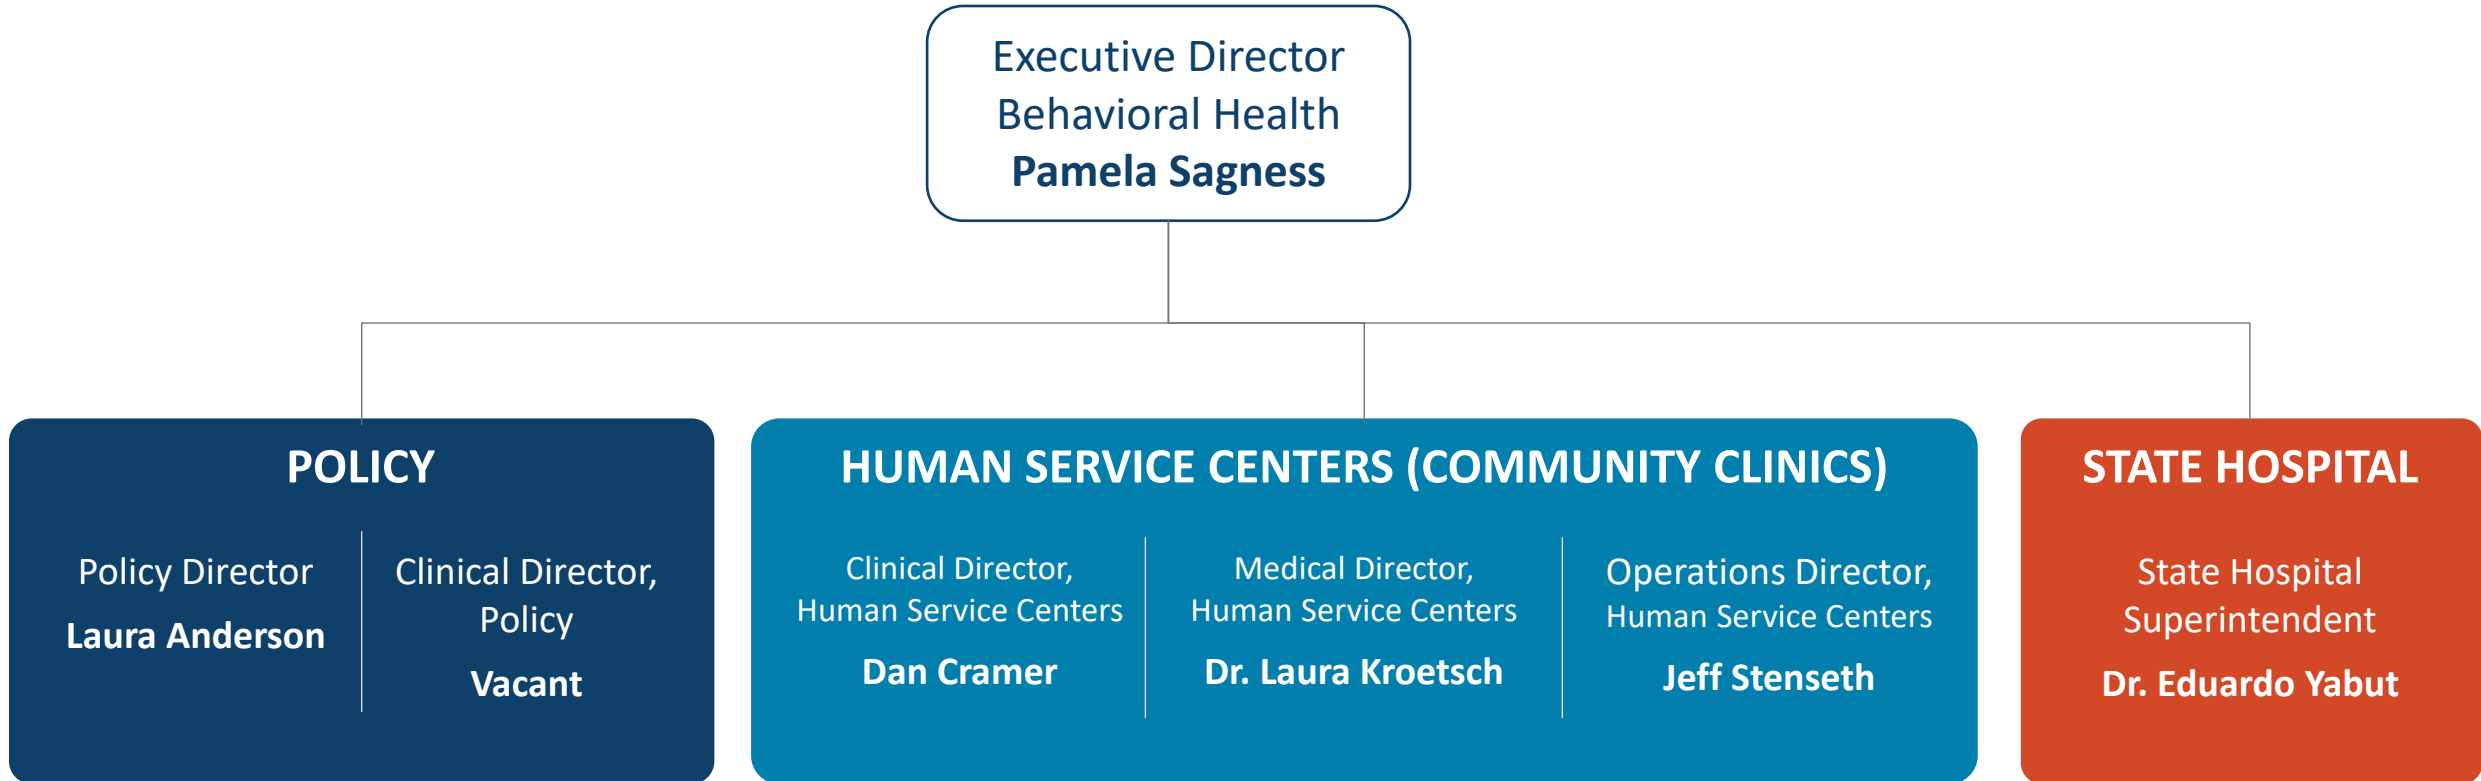 Executive Director
Behavioral Health
Pamela Sagness
POLICY
Policy Director
Laura Anderson
Clinical Director,
Policy
Vacant
HUMAN SERVICE CENTERS (COMMUNITY CLINICS)
Clinical Director,
Human Service Centers
Dan Cramer
Medical Director,
Human Service Centers
Dr. Laura Kroetsch
Operations Director,
Human Service Centers
Jeff Stenseth
STATE HOSPITAL
State Hospital
Superintendent
Dr. Eduardo Yabut